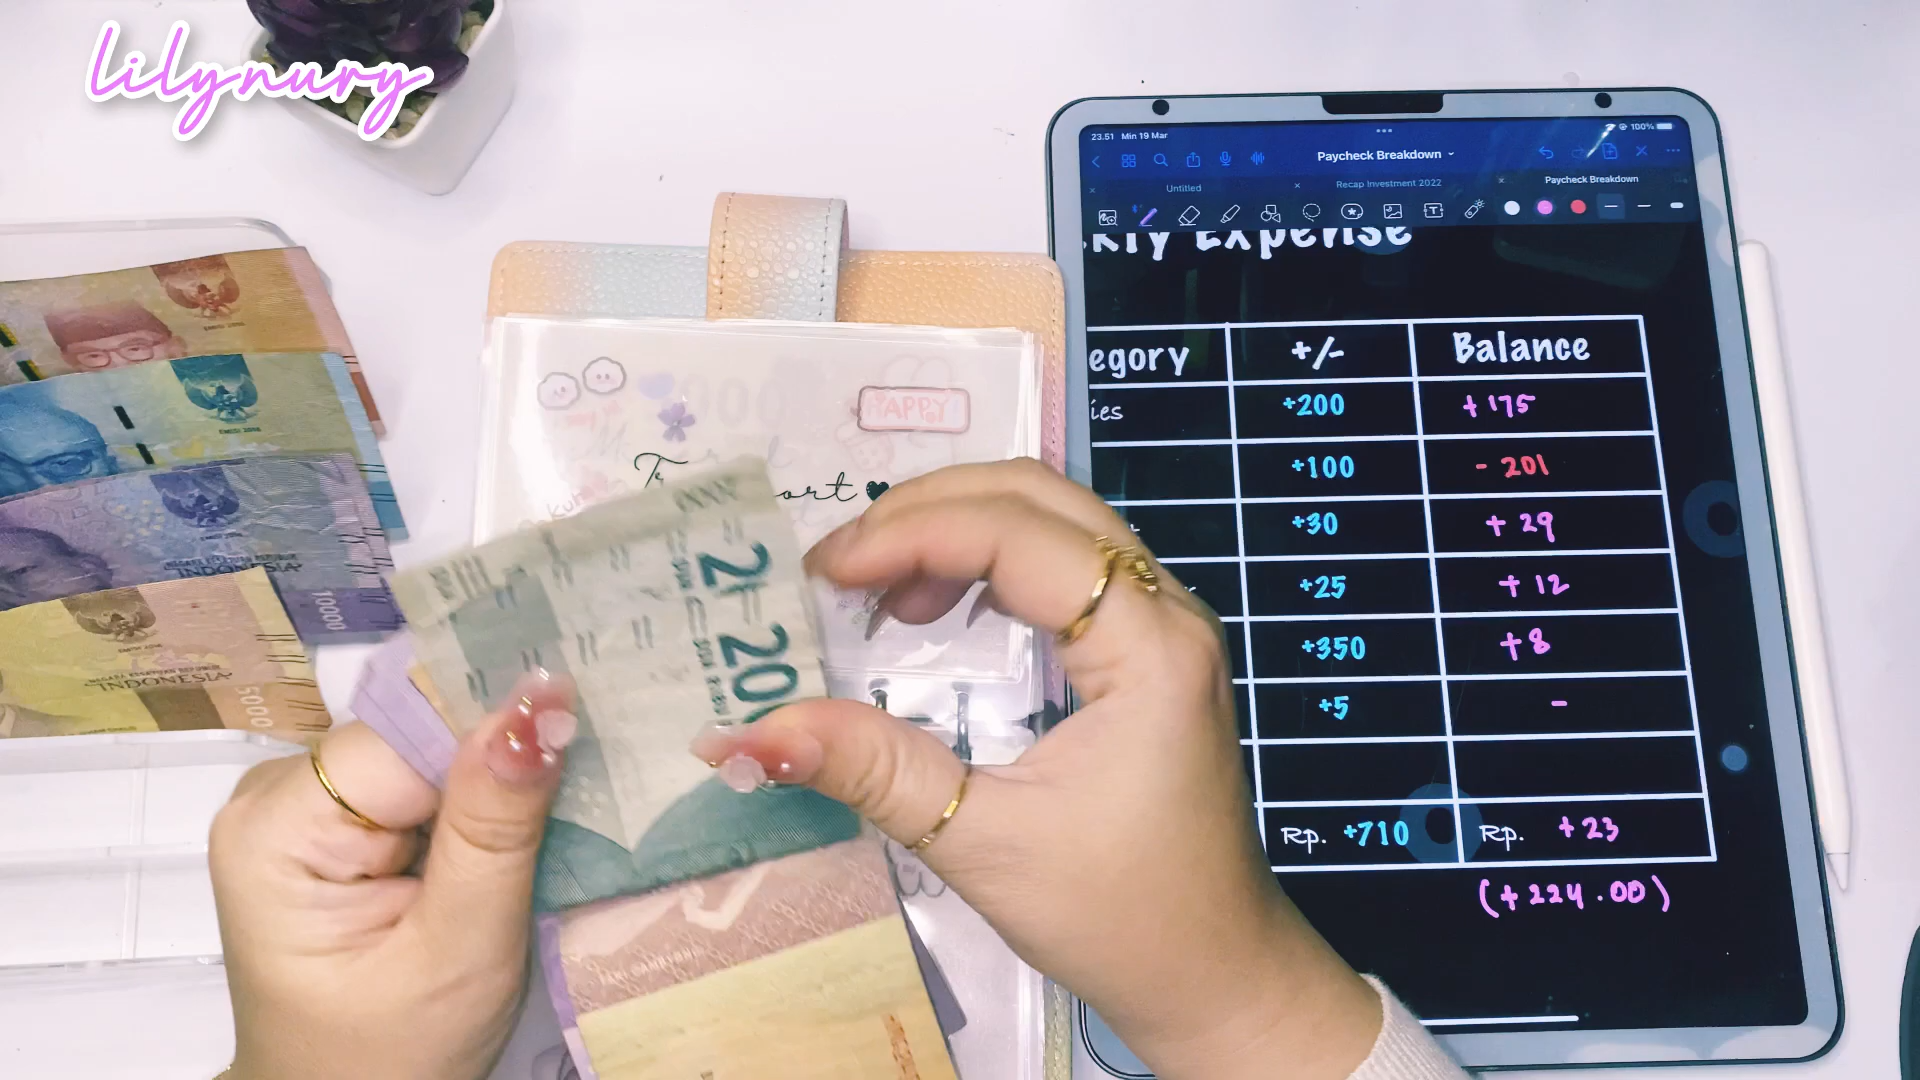 lilynury
23.51 Min 19 Mar
100%
Paycheck Breakdown
Untitled
Recap Investment 2022
Paycheck Breakdown
kly Expense
egory +/- Balance
ies +200 +175
+100 - 201
+30 + 29
+25 + 12
+350 +8
+5 -
Rp. +710 Rp. +23
(+224.00)
HAPPY
ort
INDONESIA
10000
INDONESIA
5000